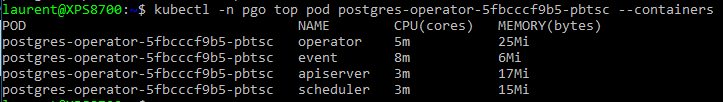 laurent@XPS8700:~$ kubectl -n pgo top pod postgres-operator-5fbcccf9b5-pbtsc --containers
POD NAME CPU(cores) MEMORY(bytes)
postgres-operator-5fbcccf9b5-pbtsc operator 5m 25Mi
postgres-operator-5fbcccf9b5-pbtsc event 8m 6Mi
postgres-operator-5fbcccf9b5-pbtsc apiserver 3m 17Mi
postgres-operator-5fbcccf9b5-pbtsc scheduler 3m 15Mi